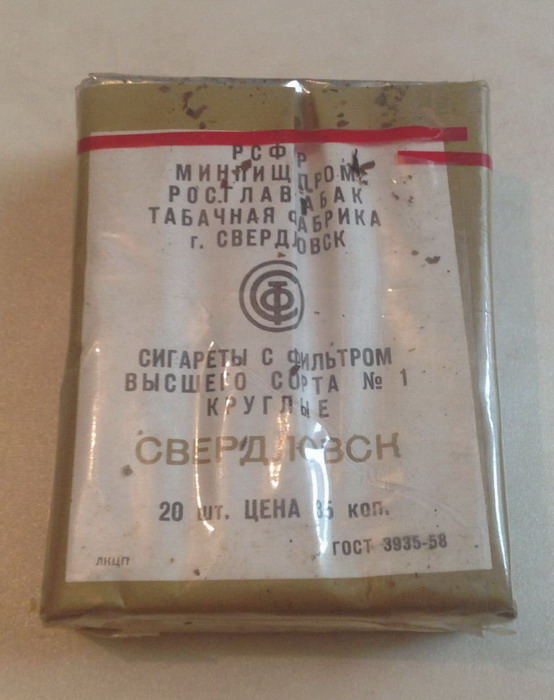 РСФСР
МИНПИЩЕПРОМ
РОСГЛАВТАБАК
ТАБАЧНАЯ ФАБРИКА
г. СВЕРДЛОВСК
СИГАРЕТЫ С ФИЛЬТРОМ
ВЫСШЕГО СОРТА № 1
КРУГЛЫЕ
СВЕРДЛОВСК
20 шт. ЦЕНА 35 коп.
ГОСТ 3935-58
ЛКЦП